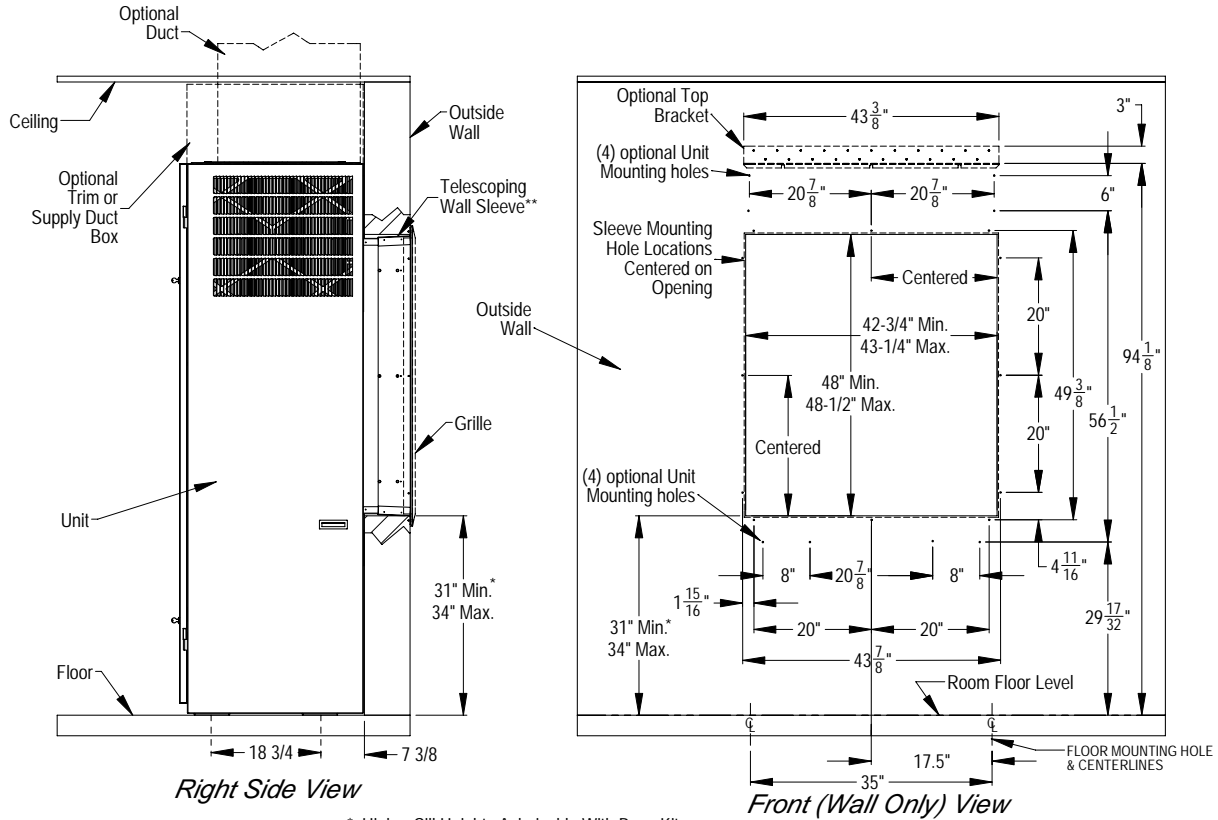 Optional
Duct
Ceiling
Outside
Wall
Optional
Trim or
Supply Duct
Box
Telescoping
Wall Sleeve**
Grille
Unit
31" Min.*
34" Max.
Floor
18 3/4
7 3/8
Right Side View
Optional Top
Bracket
43 3/8"
3"
(4) optional Unit
Mounting holes
20 7/8"
20 7/8"
6"
Sleeve Mounting
Hole Locations
Centered on
Opening
Centered
Outside
Wall
42-3/4" Min.
43-1/4" Max.
20"
94 1/8"
48" Min.
48-1/2" Max.
49 3/8"
56 1/2"
20"
Centered
(4) optional Unit
Mounting holes
8"
20 7/8"
8"
4 11/16"
1 15/16"
29 17/32"
31" Min.*
34" Max.
20"
20"
43 7/8"
Room Floor Level
CL
CL
FLOOR MOUNTING HOLE
& CENTERLINES
17.5"
35"
Front (Wall Only) View